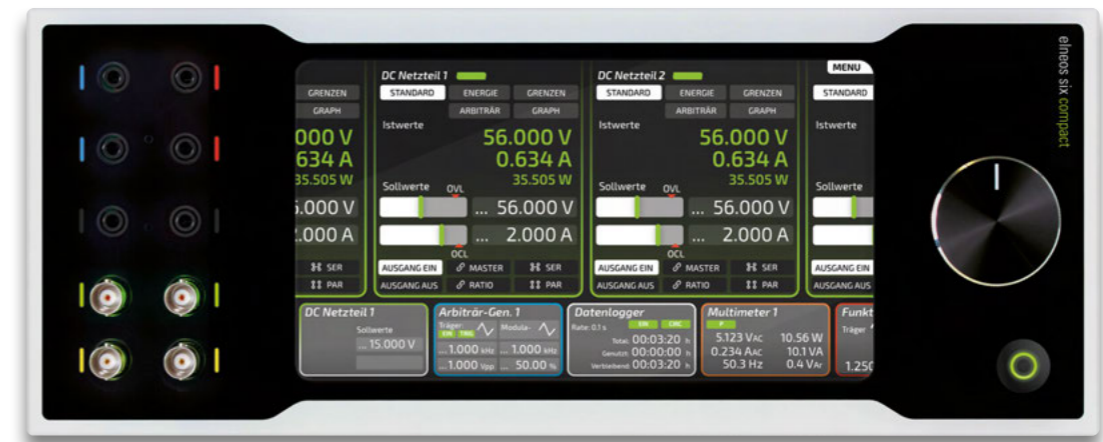 MENU
DC Netzteil 1
DC Netzteil 2
GRENZEN
STANDARD ENERGIE GRENZEN
STANDARD ENERGIE GRENZEN
STANDARD
GRAPH
ARBITRÄR GRAPH
ARBITRÄR GRAPH
Istwerte
Istwerte
Istwerte
000 V
56.000 V
56.000 V
634 A
0.634 A
0.634 A
35.505 W
35.505 W
35.505 W
Sollwerte OVL
Sollwerte OVL
Sollwerte
.000 V
... 56.000 V
... 56.000 V
.000 A
... 2.000 A
... 2.000 A
OCL
OCL
SER
AUSGANG EIN MASTER SER
AUSGANG EIN MASTER SER
AUSGANG EIN
PAR
AUSGANG AUS RATIO PAR
AUSGANG AUS RATIO PAR
AUSGANG AUS
DC Netzteil 1
Sollwerte
... 15.000 V
Arbiträr-Gen. 1
Träger Modula-
EIN TRIG
... 1.000 kHz ... 1.000 kHz
... 1.000 Vpp ... 50.00 %
Datenlogger
Rate: 0.1 s EIN CIRC
Total: 00:03:20 h
Genutzt: 00:00:00 h
Verbleibend: 00:03:20 h
Multimeter 1
P
5.123 VAC 10.56 W
0.234 AAC 10.1 VA
50.3 Hz 0.4 VAr
Funkt
Träger
1.250
elneos six compact